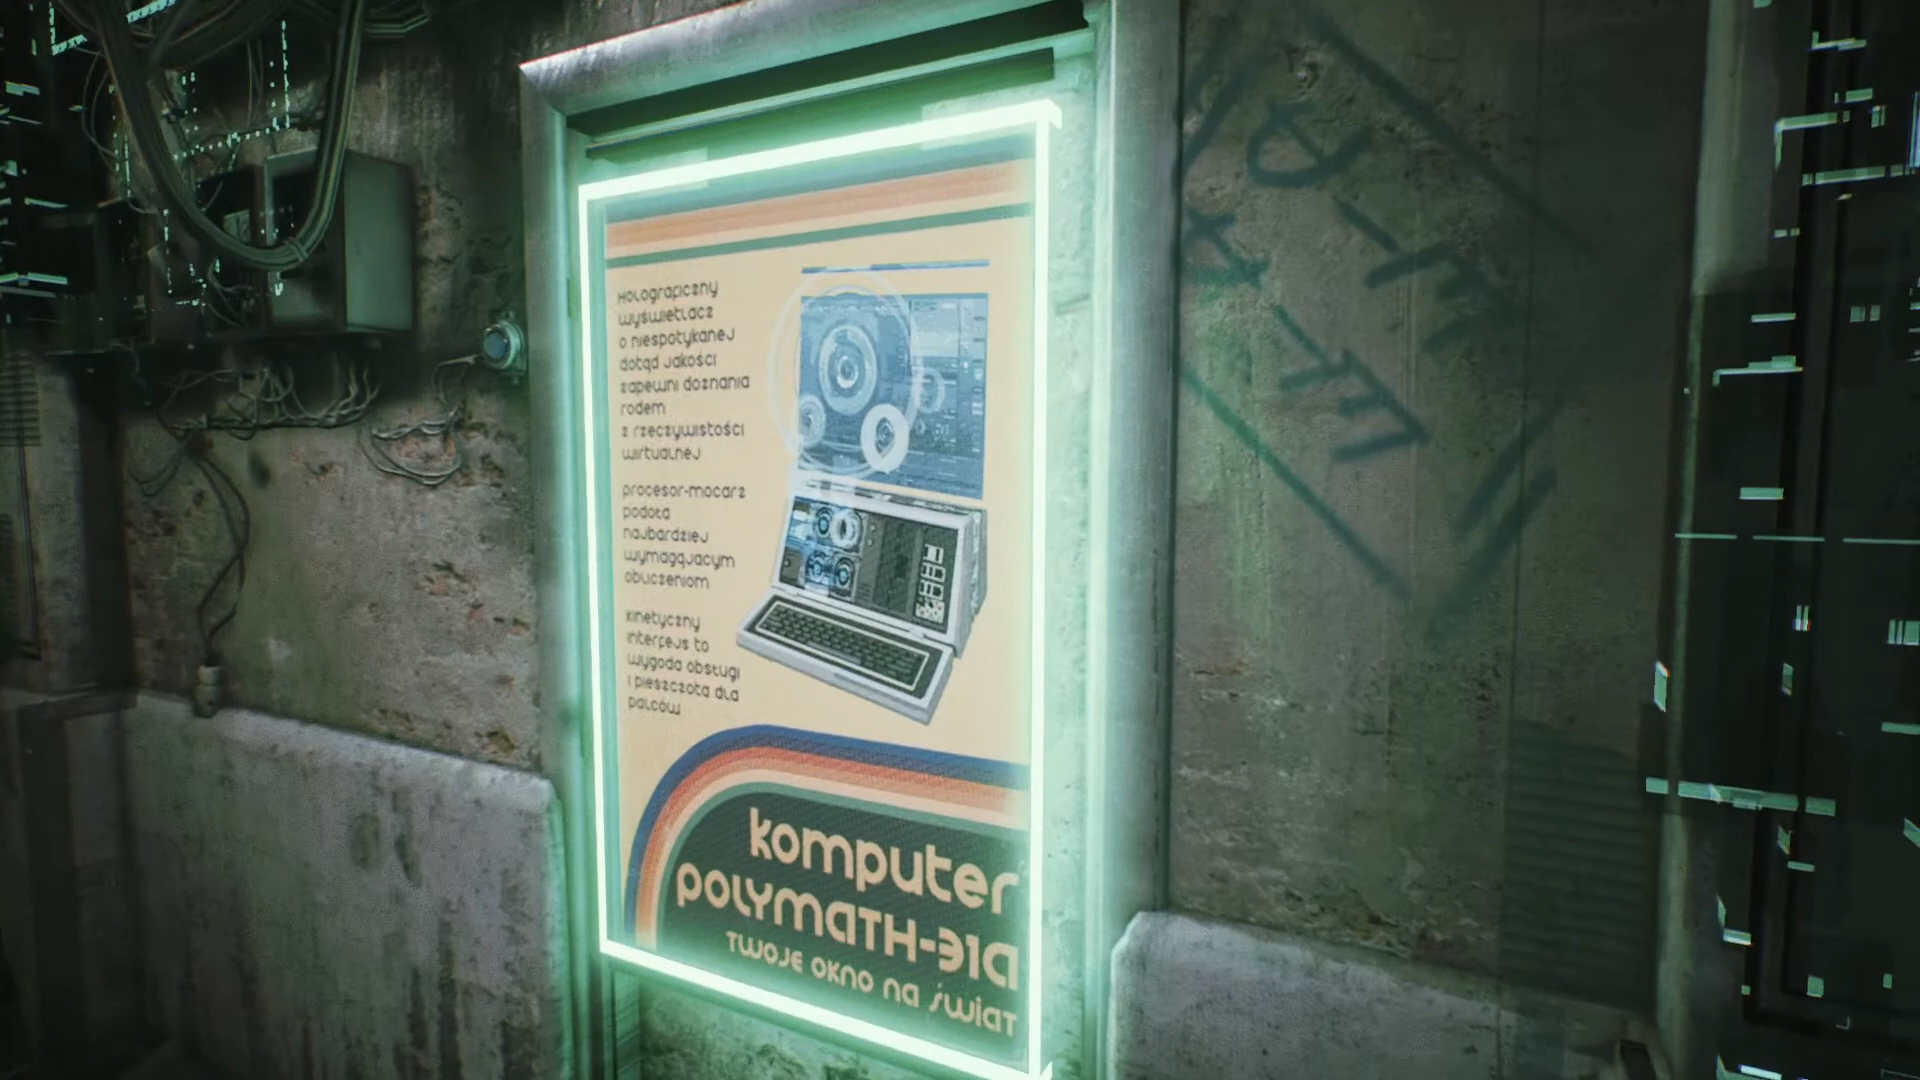 Holograficzny
wyświetlacz
o niespotykanej
dotąd jakości
zapewni doznania
rodem
z rzeczywistości
wirtualnej
procesor-mocarz
podoła
najbardziej
wymagającym
obliczeniom
kinetyczny
interfejs to
wygoda obsługi
i pieszczota dla
palców
komputer
POLYMATH-31A
TWOJE OKNO NA ŚWIAT